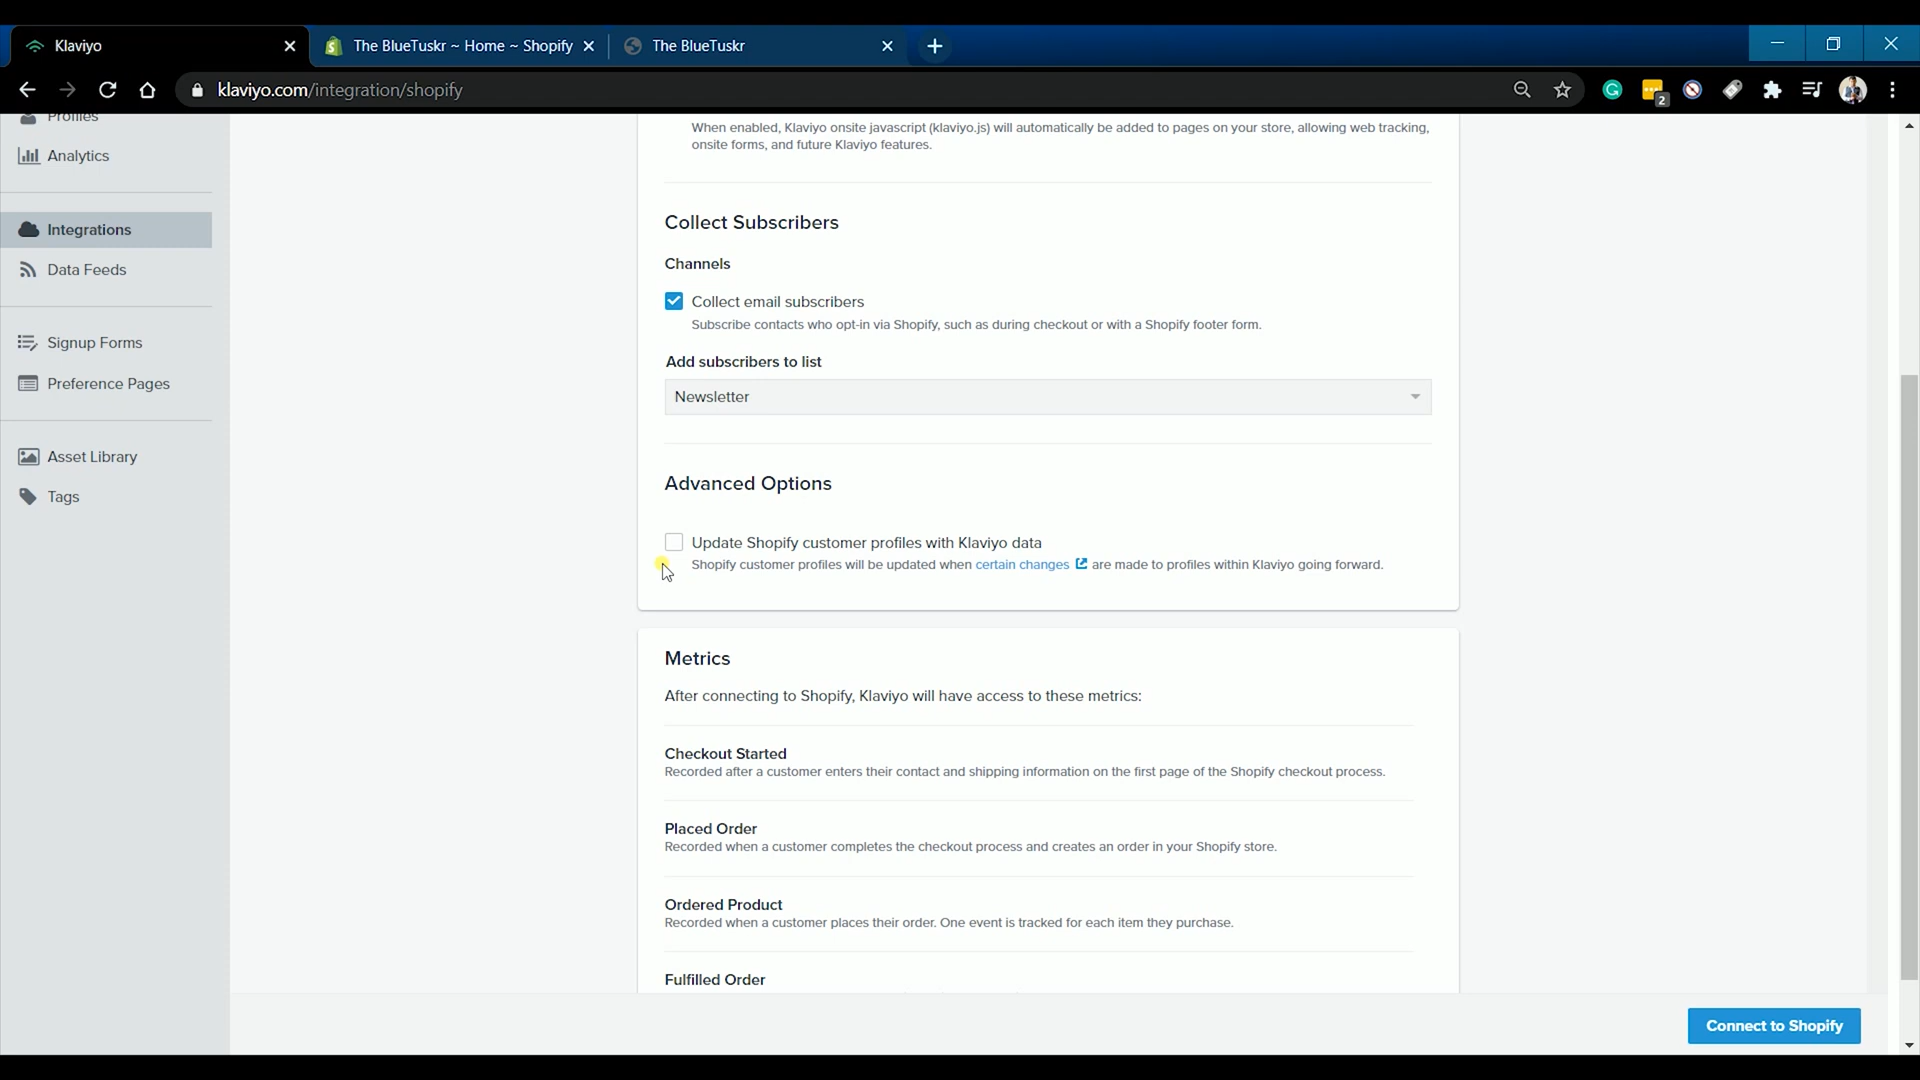 Klaviyo
The BlueTuskr ~ Home ~ Shopify
The BlueTuskr
klaviyo.com/integration/shopify
2
Profiles
Analytics
Integrations
Data Feeds
Signup Forms
Preference Pages
Asset Library
Tags
When enabled, Klaviyo onsite javascript (klaviyo.js) will automatically be added to pages on your store, allowing web tracking,
onsite forms, and future Klaviyo features.
Collect Subscribers
Channels
Collect email subscribers
Subscribe contacts who opt-in via Shopify, such as during checkout or with a Shopify footer form.
Add subscribers to list
Newsletter
Advanced Options
Update Shopify customer profiles with Klaviyo data
Shopify customer profiles will be updated when certain changes are made to profiles within Klaviyo going forward.
Metrics
After connecting to Shopify, Klaviyo will have access to these metrics:
Checkout Started
Recorded after a customer enters their contact and shipping information on the first page of the Shopify checkout process.
Placed Order
Recorded when a customer completes the checkout process and creates an order in your Shopify store.
Ordered Product
Recorded when a customer places their order. One event is tracked for each item they purchase.
Fulfilled Order
Connect to Shopify